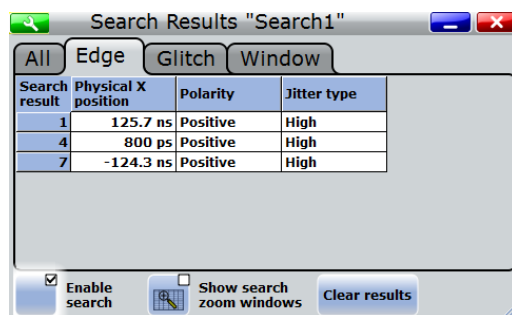 Search Results "Search1"
All Edge Glitch Window
Search result Physical X position Polarity Jitter type
1 125.7 ns Positive High
4 800 ps Positive High
7 -124.3 ns Positive High
Enable search Show search zoom windows Clear results